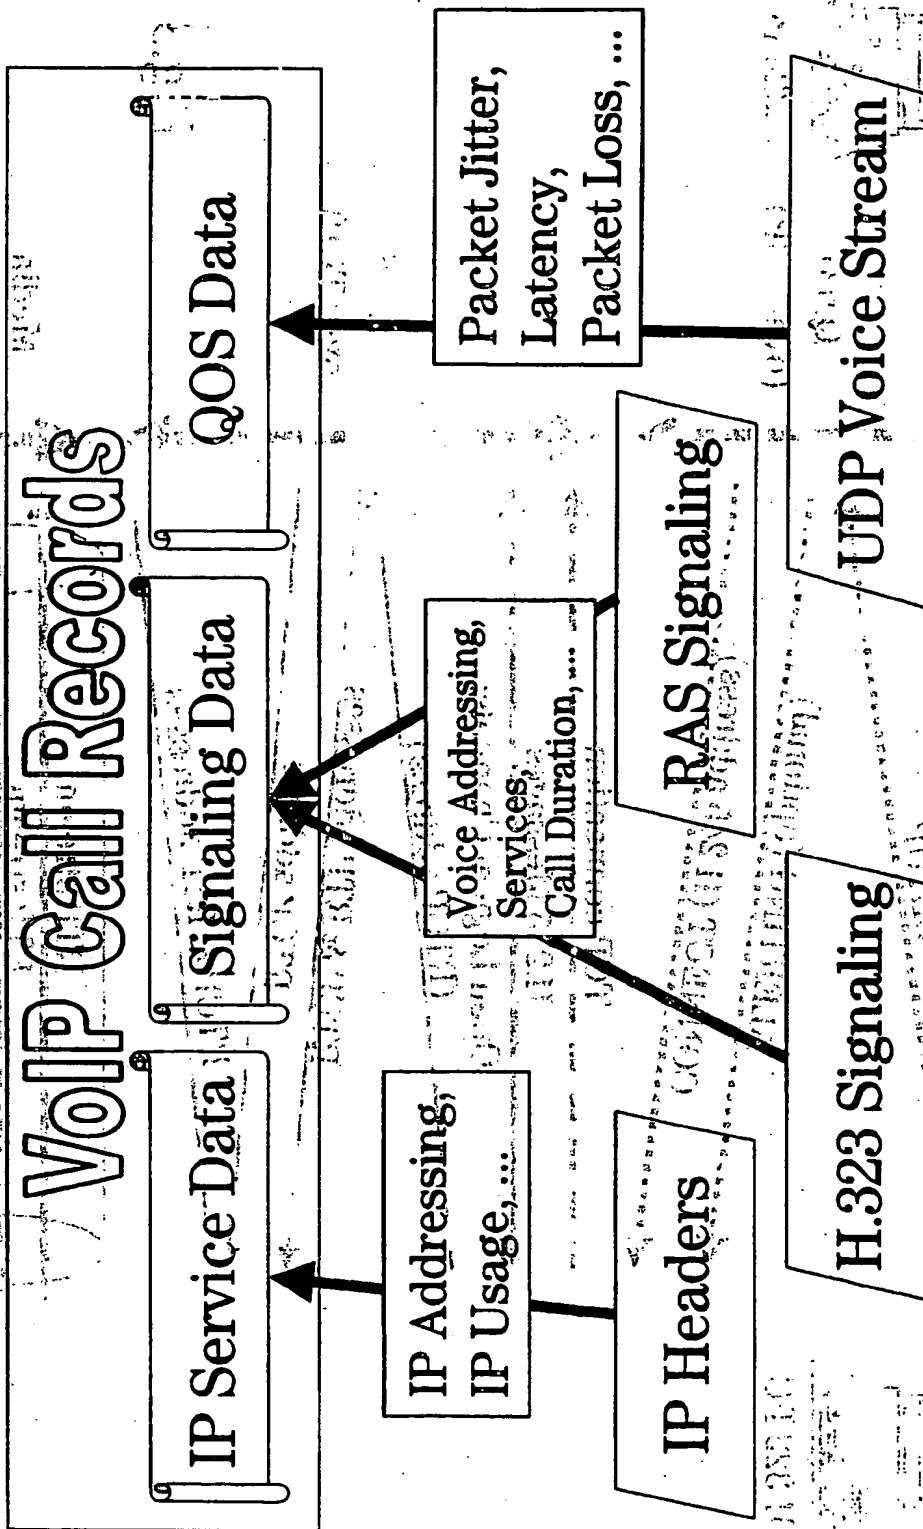 VoIP Call Records
IP Service Data
Signaling Data
QOS Data
IP Addressing,
IP Usage, ...
Voice Addressing,
Services,
Call Duration,...
Packet Jitter,
Latency,
Packet Loss, ...
IP Headers
RAS Signaling
H.323 Signaling
UDP Voice Stream